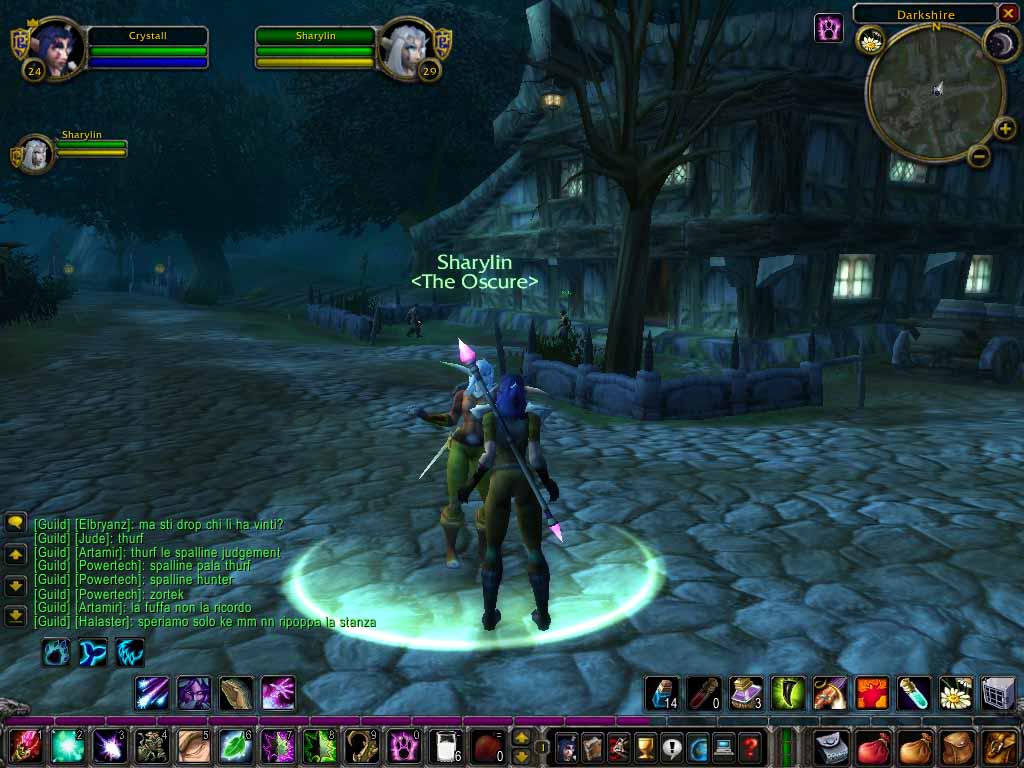 Crystall
24
Sharylin
29
Darkshire
N
Sharylin
Sharylin
<The Oscure>
[Guild] [Elbryanz]: ma sti drop chi li ha vinti?
[Guild] [Jude]: thurf
[Guild] [Artamir]: thurf le spalline judgement
[Guild] [Powertech]: spalline pala thurf
[Guild] [Powertech]: spalline hunter
[Guild] [Powertech]: zortek
[Guild] [Artamir]: la fuffa non la ricordo
[Guild] [Halaster]: speriamo solo ke mm nn ripoppa la stanza
14 0 3
2 3 4 5 6 7 8 9 0 =
6 0 1